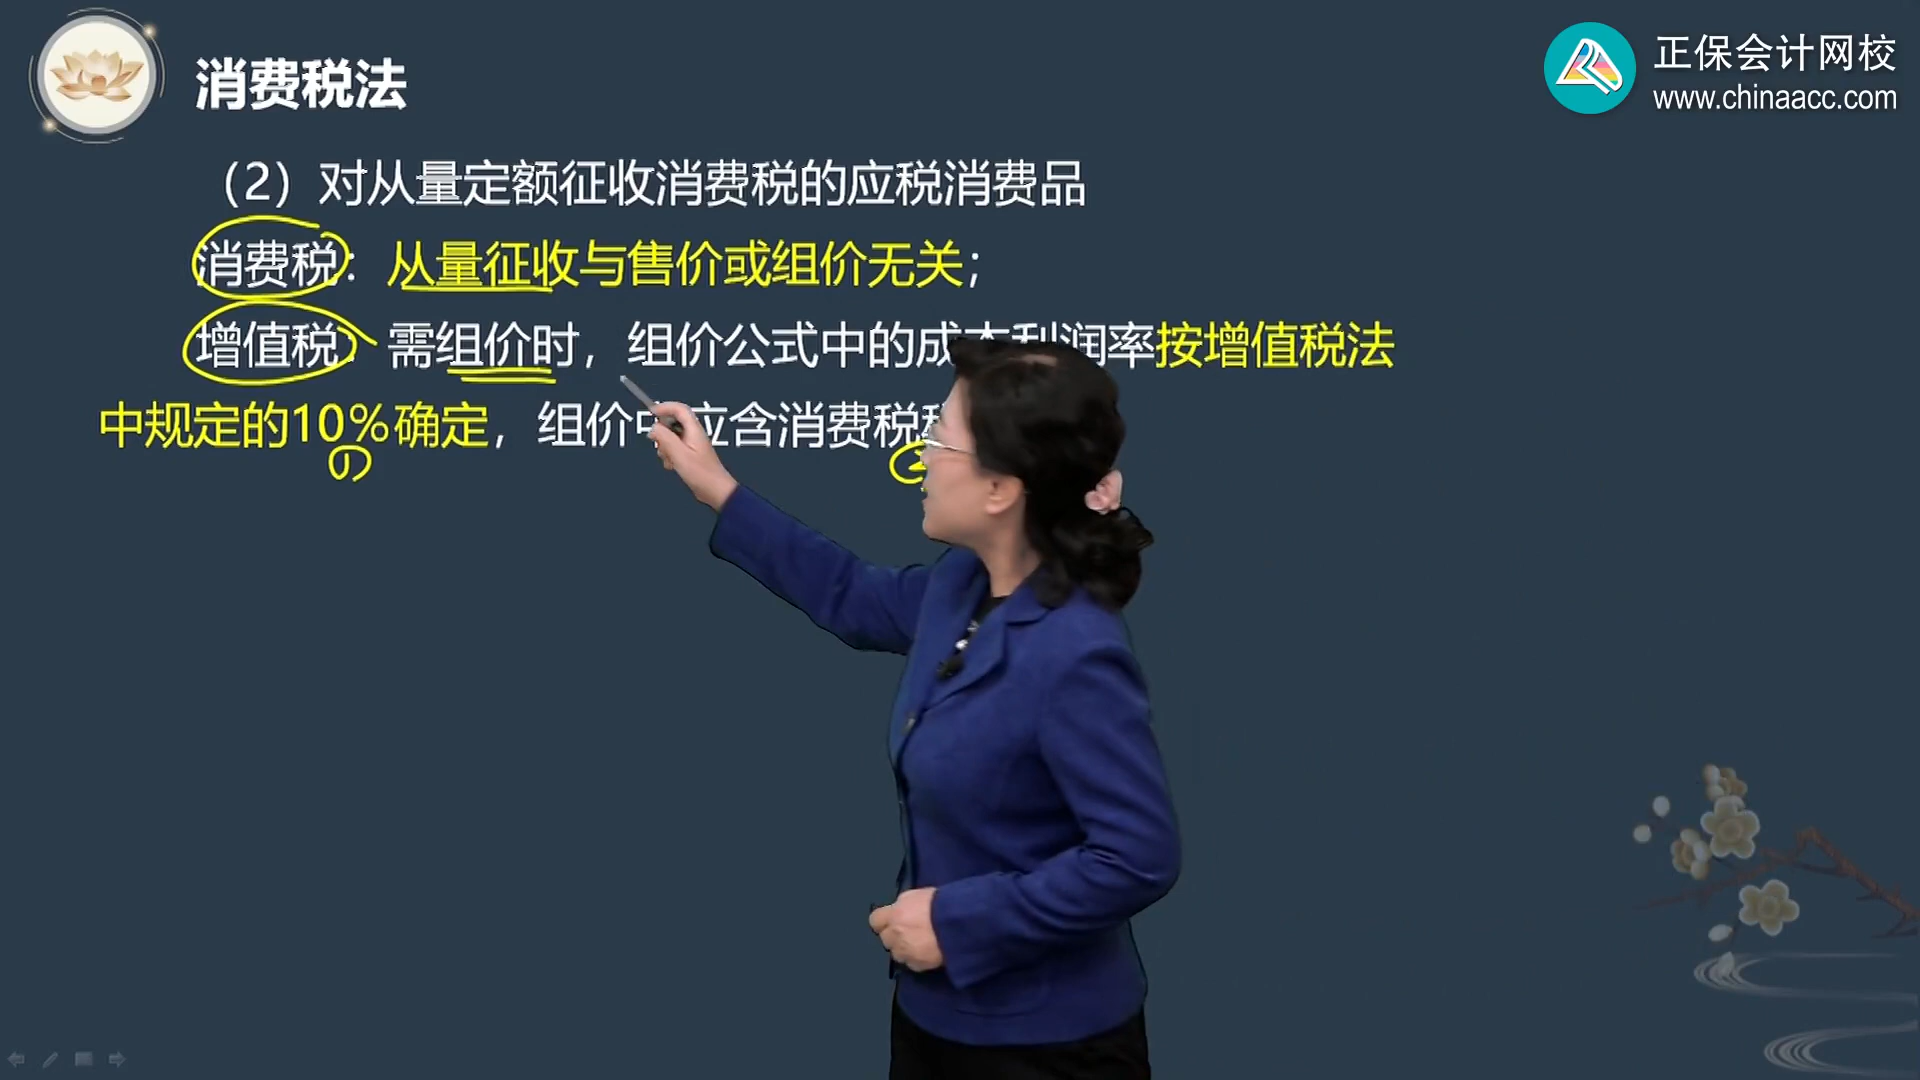 消费税法
正保会计网校
www.chinaacc.com
（2）对从量定额征收消费税的应税消费品
消费税：从量征收与售价或组价无关；
增值税：需组价时，组价公式中的成本利润率按增值税法
中规定的10%确定，组价中应含消费税